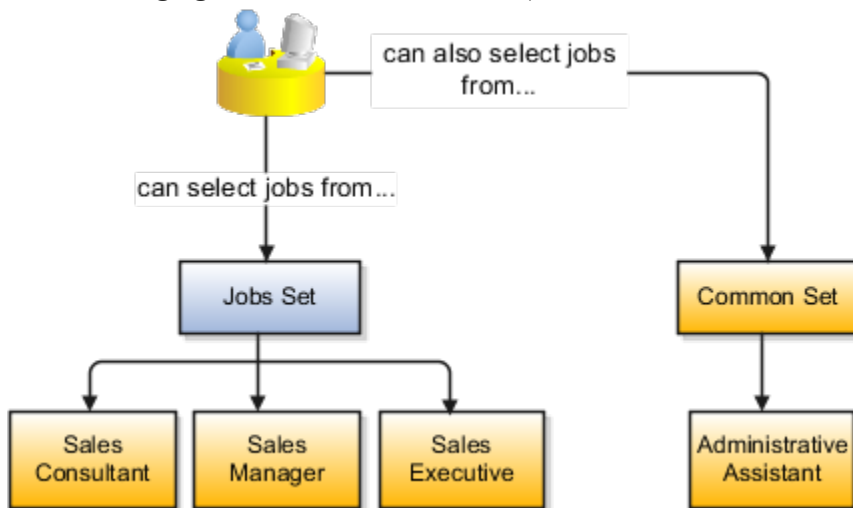 can also select jobs
from...
can select jobs from...
Jobs Set
Common Set
Sales
Consultant
Sales
Manager
Sales
Executive
Administrative
Assistant